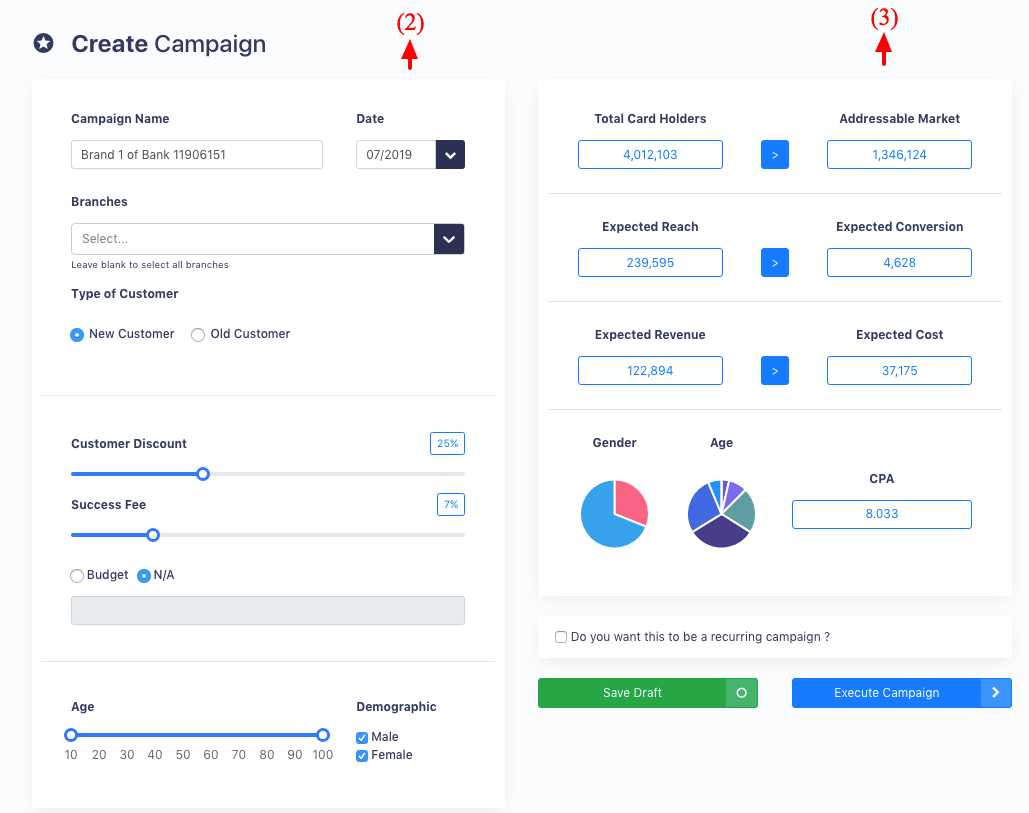 (2)
(3)
Create Campaign
Campaign Name
Date
Brand 1 of Bank 11906151
07/2019
Branches
Select...
Leave blank to select all branches
Type of Customer
New Customer
Old Customer
Customer Discount
25%
Success Fee
7%
Budget
N/A
Age
Demographic
10 20 30 40 50 60 70 80 90 100
Male
Female
Total Card Holders
Addressable Market
4,012,103
>
1,346,124
Expected Reach
Expected Conversion
239,595
>
4,628
Expected Revenue
Expected Cost
122,894
>
37,175
Gender
Age
CPA
8.033
Do you want this to be a recurring campaign ?
Save Draft
Execute Campaign